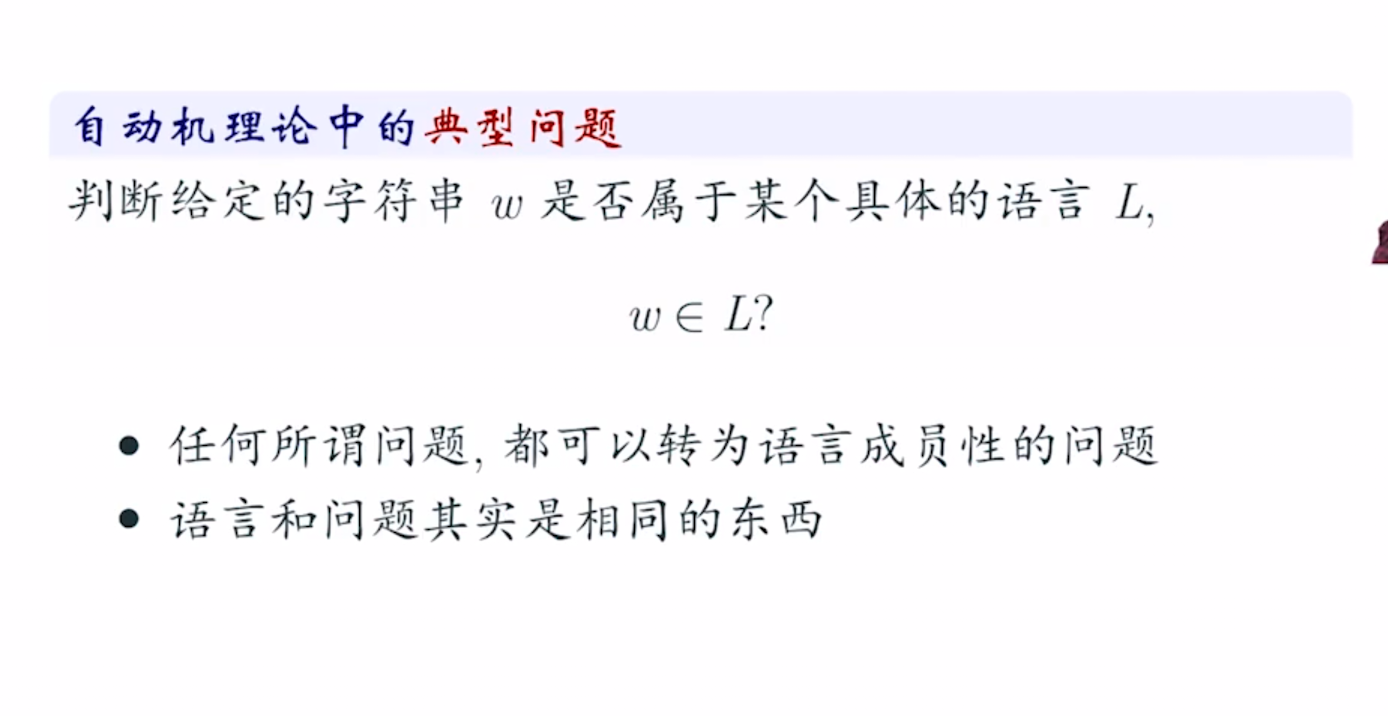 自动机理论中的典型问题
判断给定的字符串 w 是否属于某个具体的语言 L,
w ∈ L?
• 任何所谓问题, 都可以转为语言成员性的问题
• 语言和问题其实是相同的东西